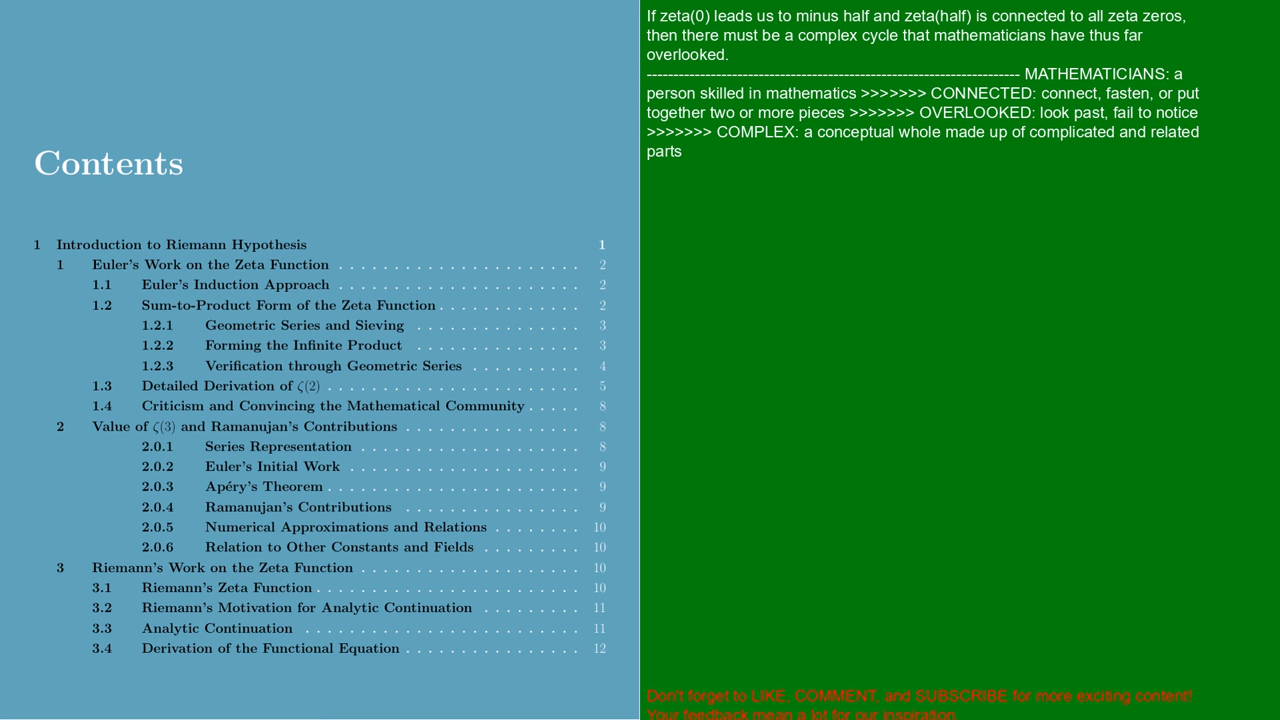 Contents
1 Introduction to Riemann Hypothesis 1
1 Euler's Work on the Zeta Function . . . . . . . . . . . . . . . . . . . . . . 2
1.1 Euler's Induction Approach . . . . . . . . . . . . . . . . . . . . . . . 2
1.2 Sum-to-Product Form of the Zeta Function . . . . . . . . . . . . . 2
1.2.1 Geometric Series and Sieving . . . . . . . . . . . . . . . 3
1.2.2 Forming the Infinite Product . . . . . . . . . . . . . . . 3
1.2.3 Verification through Geometric Series . . . . . . . . . 4
1.3 Detailed Derivation of ζ(2) . . . . . . . . . . . . . . . . . . . . . . . 5
1.4 Criticism and Convincing the Mathematical Community . . . . . 8
2 Value of ζ(3) and Ramanujan's Contributions . . . . . . . . . . . . . . . 8
2.0.1 Series Representation . . . . . . . . . . . . . . . . . . . . 8
2.0.2 Euler's Initial Work . . . . . . . . . . . . . . . . . . . . . 9
2.0.3 Apéry's Theorem . . . . . . . . . . . . . . . . . . . . . . . 9
2.0.4 Ramanujan's Contributions . . . . . . . . . . . . . . . . 9
2.0.5 Numerical Approximations and Relations . . . . . . . 10
2.0.6 Relation to Other Constants and Fields . . . . . . . . 10
3 Riemann's Work on the Zeta Function . . . . . . . . . . . . . . . . . . . . 10
3.1 Riemann's Zeta Function . . . . . . . . . . . . . . . . . . . . . . . . 10
3.2 Riemann's Motivation for Analytic Continuation . . . . . . . . . 11
3.3 Analytic Continuation . . . . . . . . . . . . . . . . . . . . . . . . . 11
3.4 Derivation of the Functional Equation . . . . . . . . . . . . . . . . 12
If zeta(0) leads us to minus half and zeta(half) is connected to all zeta zeros,
then there must be a complex cycle that mathematicians have thus far
overlooked.
---------------------------------------------------------------------- MATHEMATICIANS: a
person skilled in mathematics >>>>>>> CONNECTED: connect, fasten, or put
together two or more pieces >>>>>>> OVERLOOKED: look past, fail to notice
>>>>>>> COMPLEX: a conceptual whole made up of complicated and related
parts
Don't forget to LIKE, COMMENT, and SUBSCRIBE for more exciting content!
Your feedback mean a lot for our inspiration